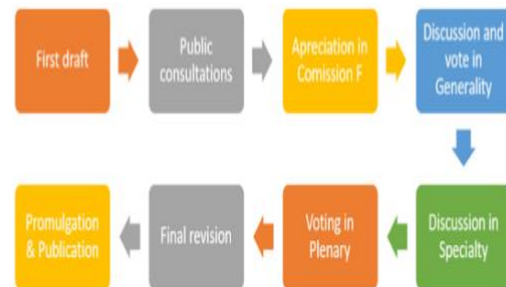 First draft
Public
consultations
Apreciation in
Comission F
Discussion and
vote in
Generality
Discussion in
Specialty
Voting in
Plenary
Final revision
Promulgation
& Publication